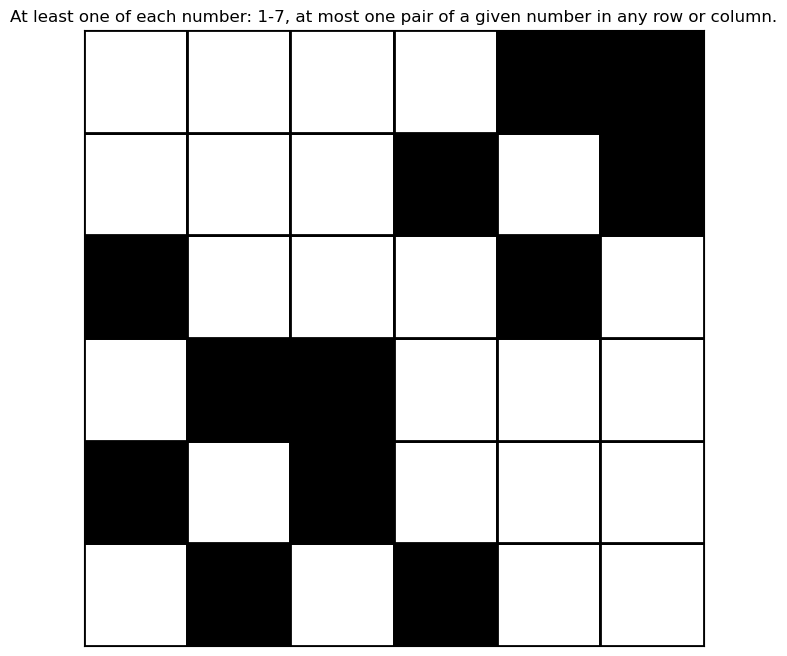 At least one of each number: 1-7, at most one pair of a given number in any row or column.